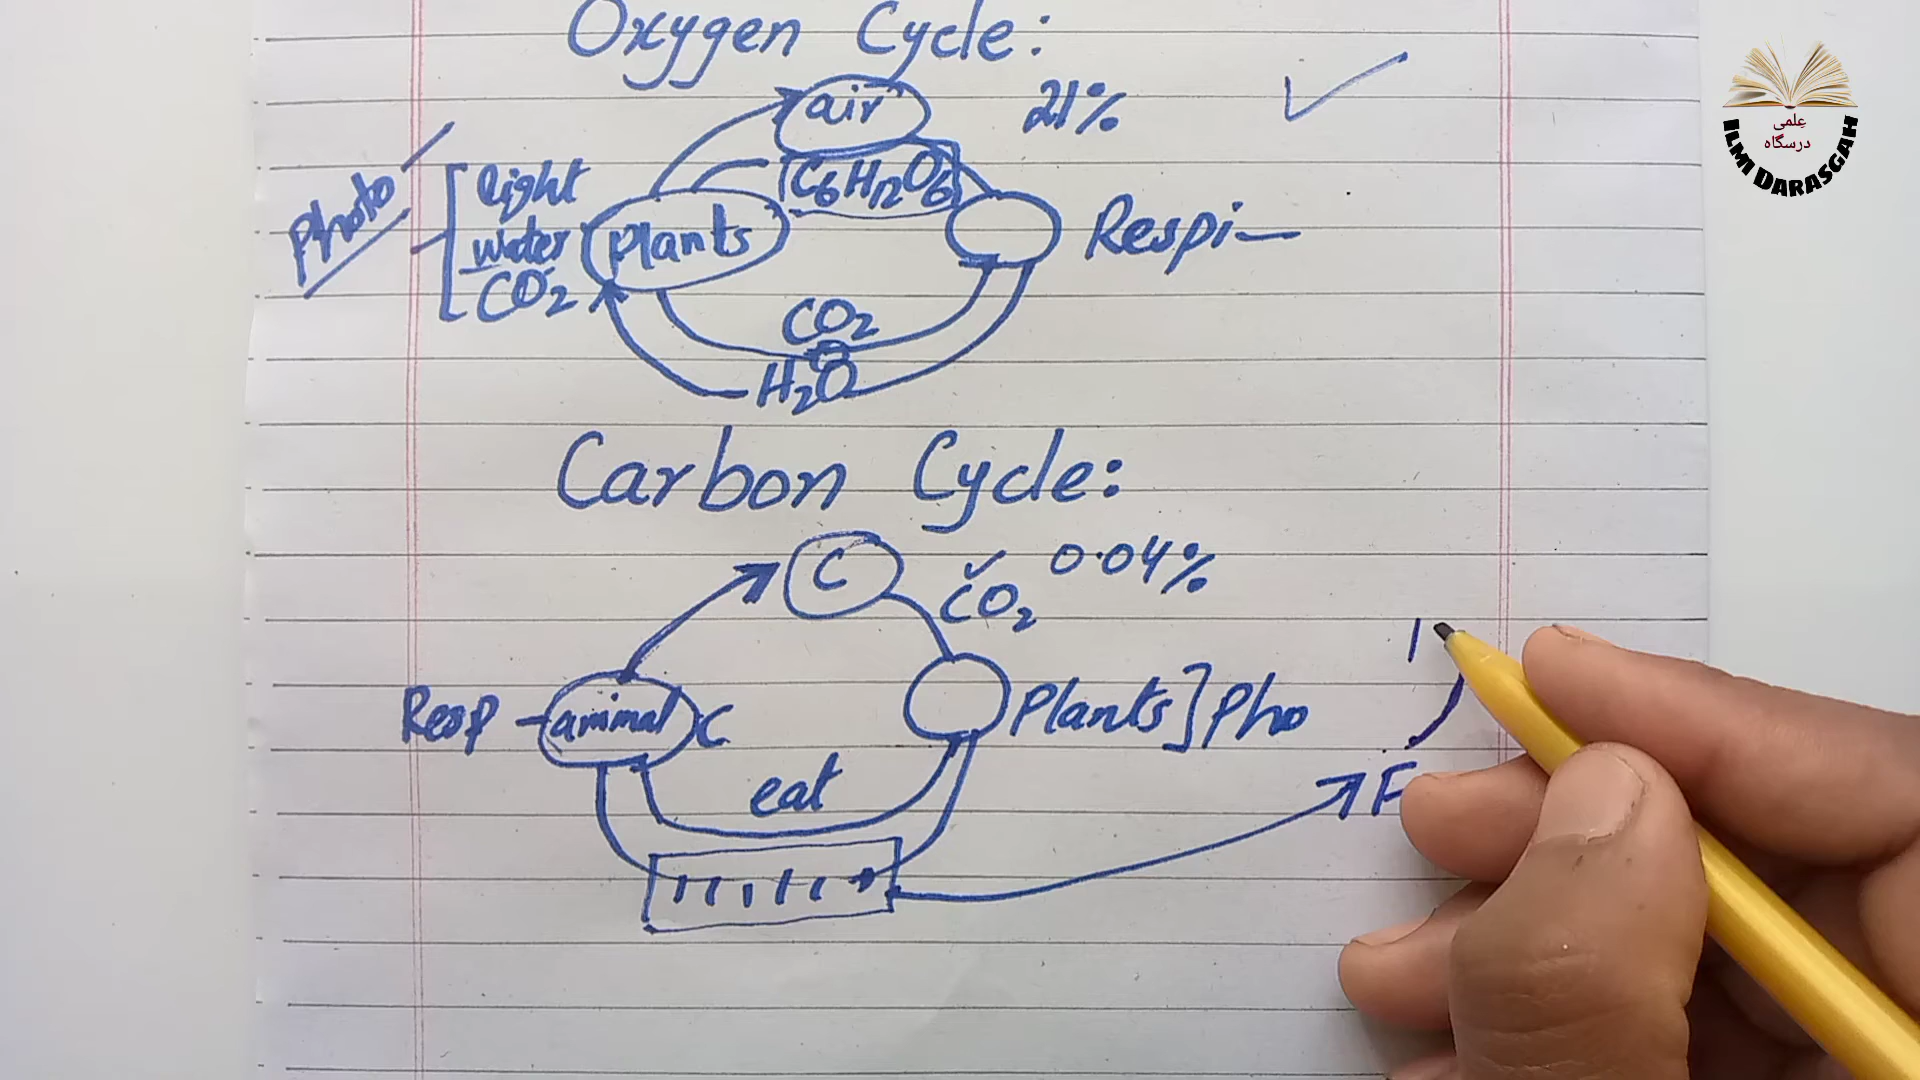 Oxygen Cycle:
air 21%
C6H12O6
Photo
light
water
CO2
plants
Respi
CO2
H2O
Carbon Cycle:
C
CO2 0.04%
Resp
animal C
Plants] Pho
eat
F
علمی
درسگاه
ILMI DARASGAH